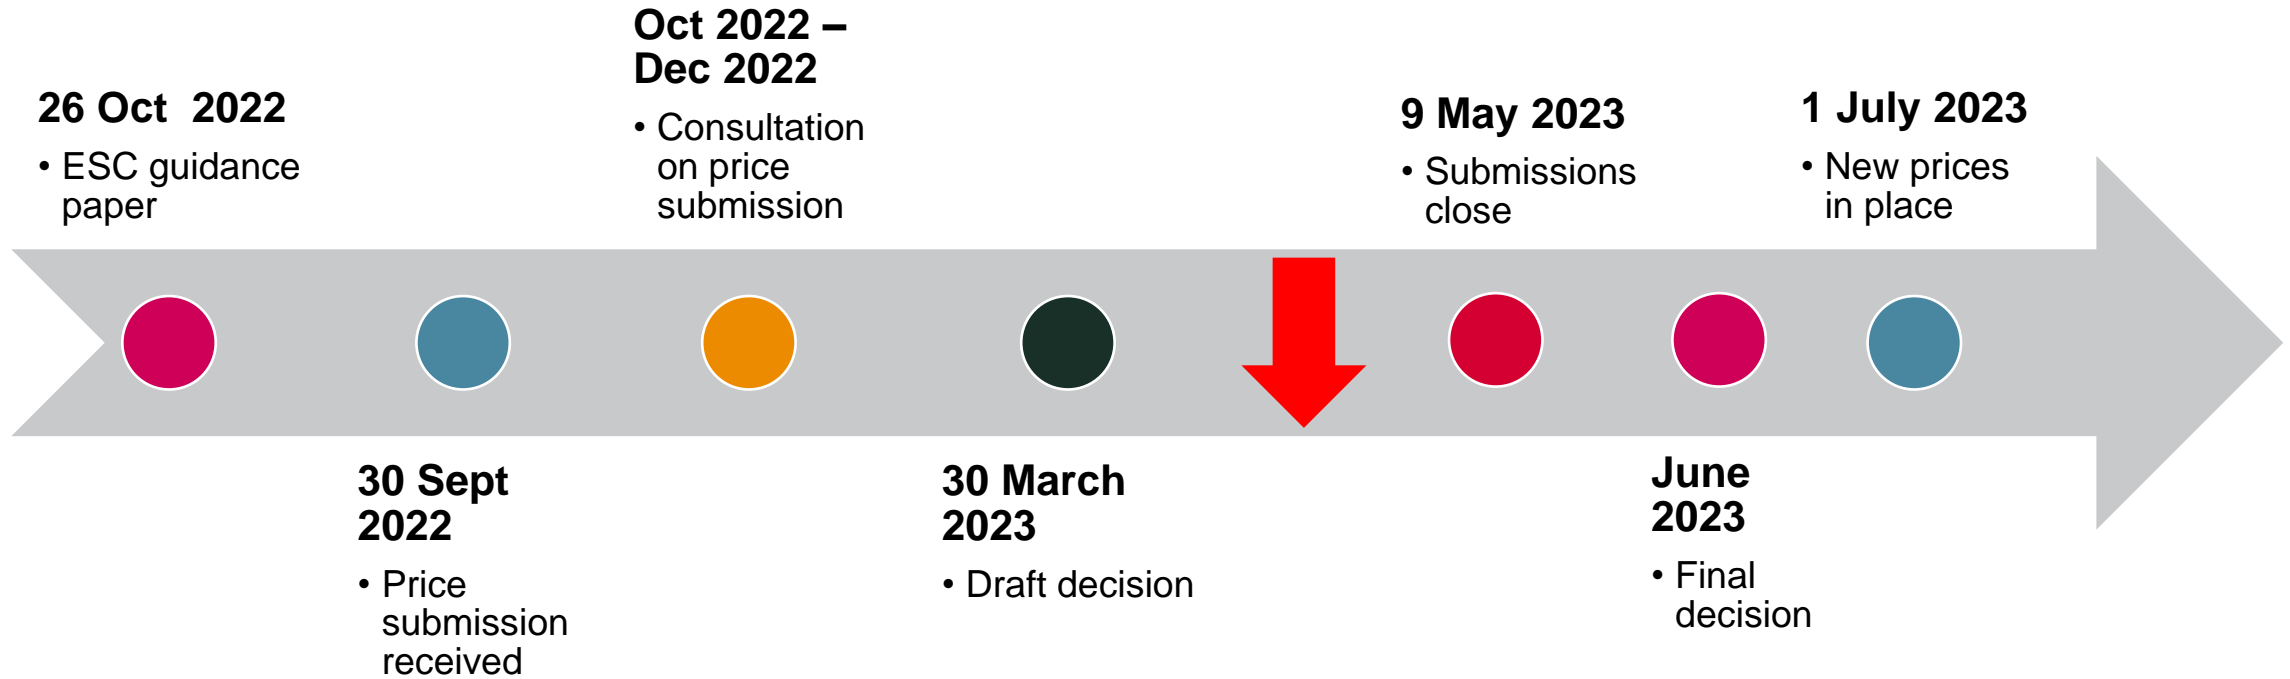 26 Oct  2022
• ESC guidance
paper
30 Sept
2022
• Price
submission
received
Oct 2022 –
Dec 2022
• Consultation
on price
submission
30 March
2023
• Draft decision
9 May 2023
• Submissions
close
June
2023
• Final
decision
1 July 2023
• New prices
in place